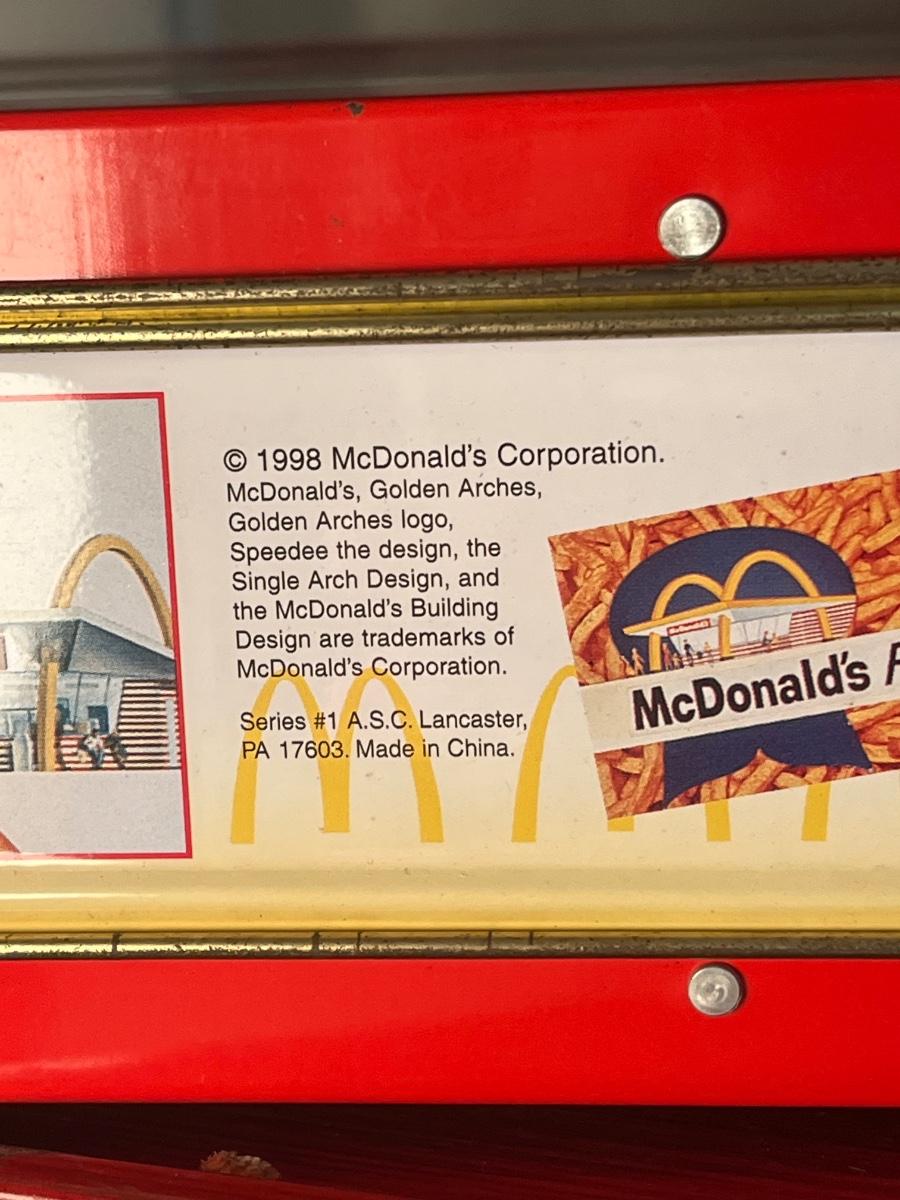 © 1998 McDonald's Corporation.
McDonald's, Golden Arches,
Golden Arches logo,
Speedee the design, the
Single Arch Design, and
the McDonald's Building
Design are trademarks of
McDonald's Corporation.
Series #1 A.S.C. Lancaster,
PA 17603. Made in China.
McDonald's